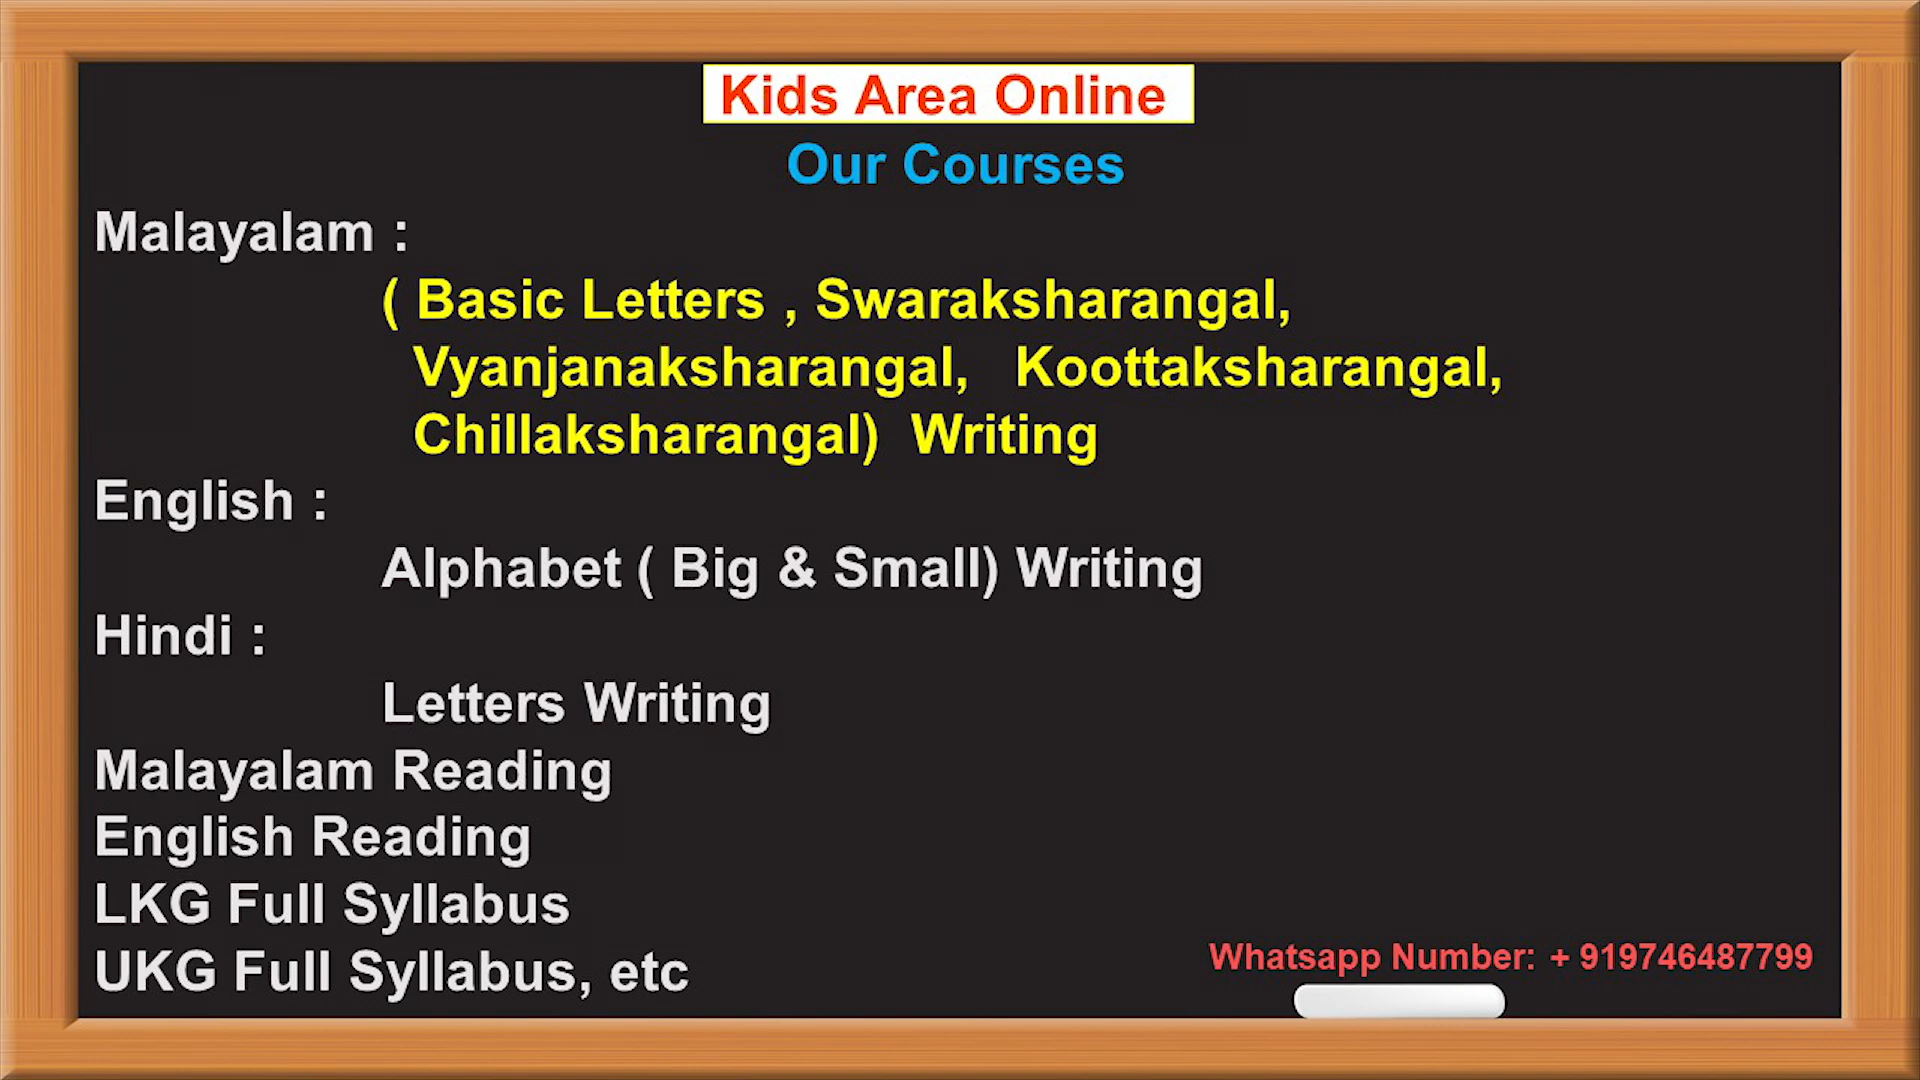 Kids Area Online
Our Courses
Malayalam :
( Basic Letters , Swaraksharangal,
Vyanjanaksharangal, Koottaksharangal,
Chillaksharangal) Writing
English :
Alphabet ( Big & Small) Writing
Hindi :
Letters Writing
Malayalam Reading
English Reading
LKG Full Syllabus
UKG Full Syllabus, etc
Whatsapp Number: + 919746487799